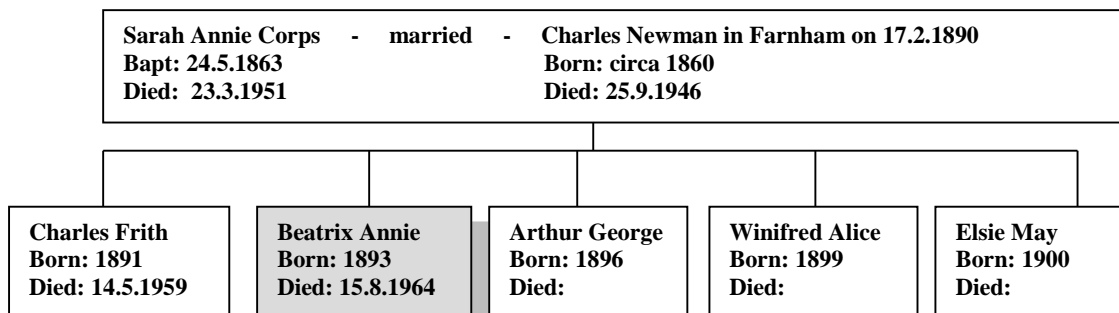 Sarah Annie Corps - married - Charles Newman in Farnham on 17.2.1890
Bapt: 24.5.1863 Born: circa 1860
Died: 23.3.1951 Died: 25.9.1946
Charles Frith
Born: 1891
Died: 14.5.1959
Beatrix Annie
Born: 1893
Died: 15.8.1964
Arthur George
Born: 1896
Died:
Winifred Alice
Born: 1899
Died:
Elsie May
Born: 1900
Died: